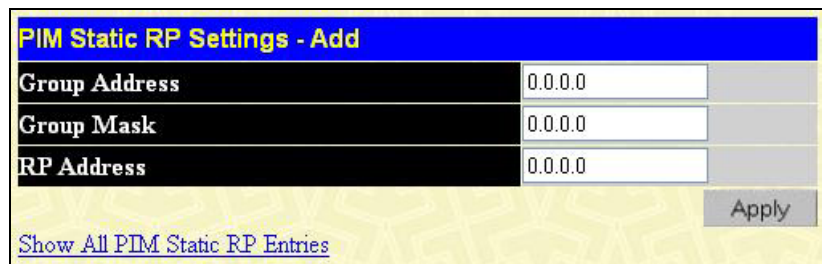 PIM Static RP Settings - Add
Group Address 0.0.0.0
Group Mask 0.0.0.0
RP Address 0.0.0.0
Apply
Show All PIM Static RP Entries